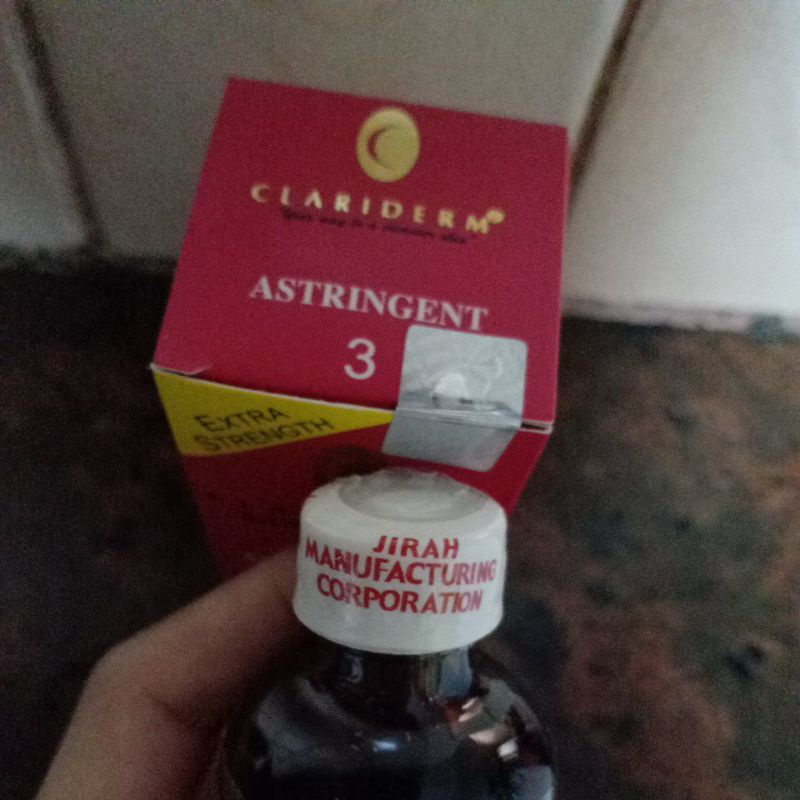 CLARIDERM
ASTRINGENT
3
EXTRA
STRENGTH
JIRAH
MANUFACTURING
CORPORATION